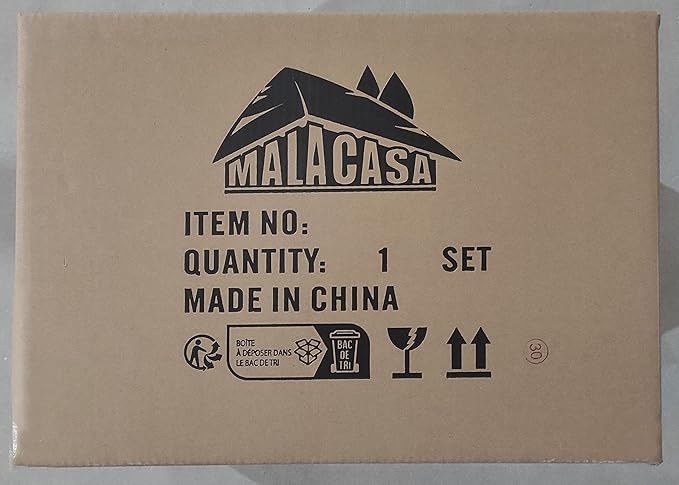 MALACASA
ITEM NO:
QUANTITY: 1 SET
MADE IN CHINA
BOÎTE
À DÉPOSER DANS
LE BAC DE TRI
BAC
DE
TRI
30